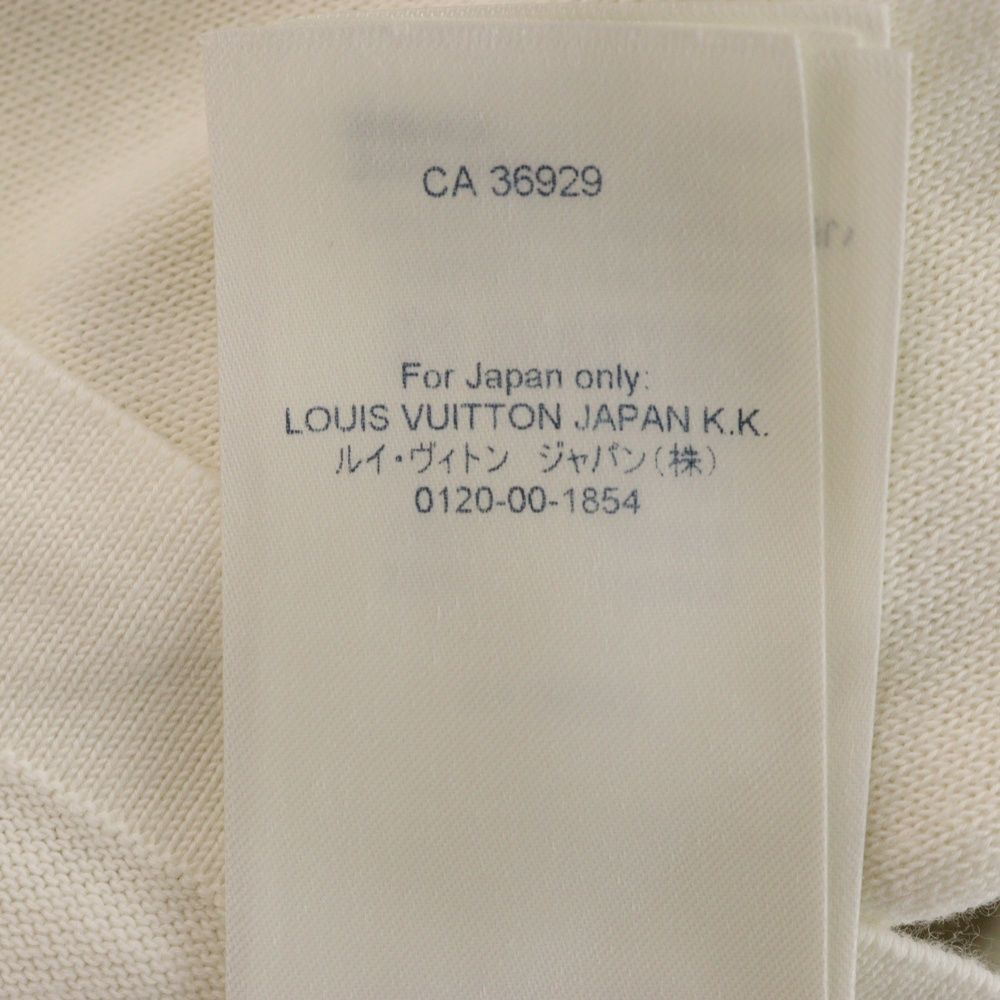 CA 36929
For Japan only:
LOUIS VUITTON JAPAN K.K.
ルイ・ヴィトン ジャパン(株)
0120-00-1854